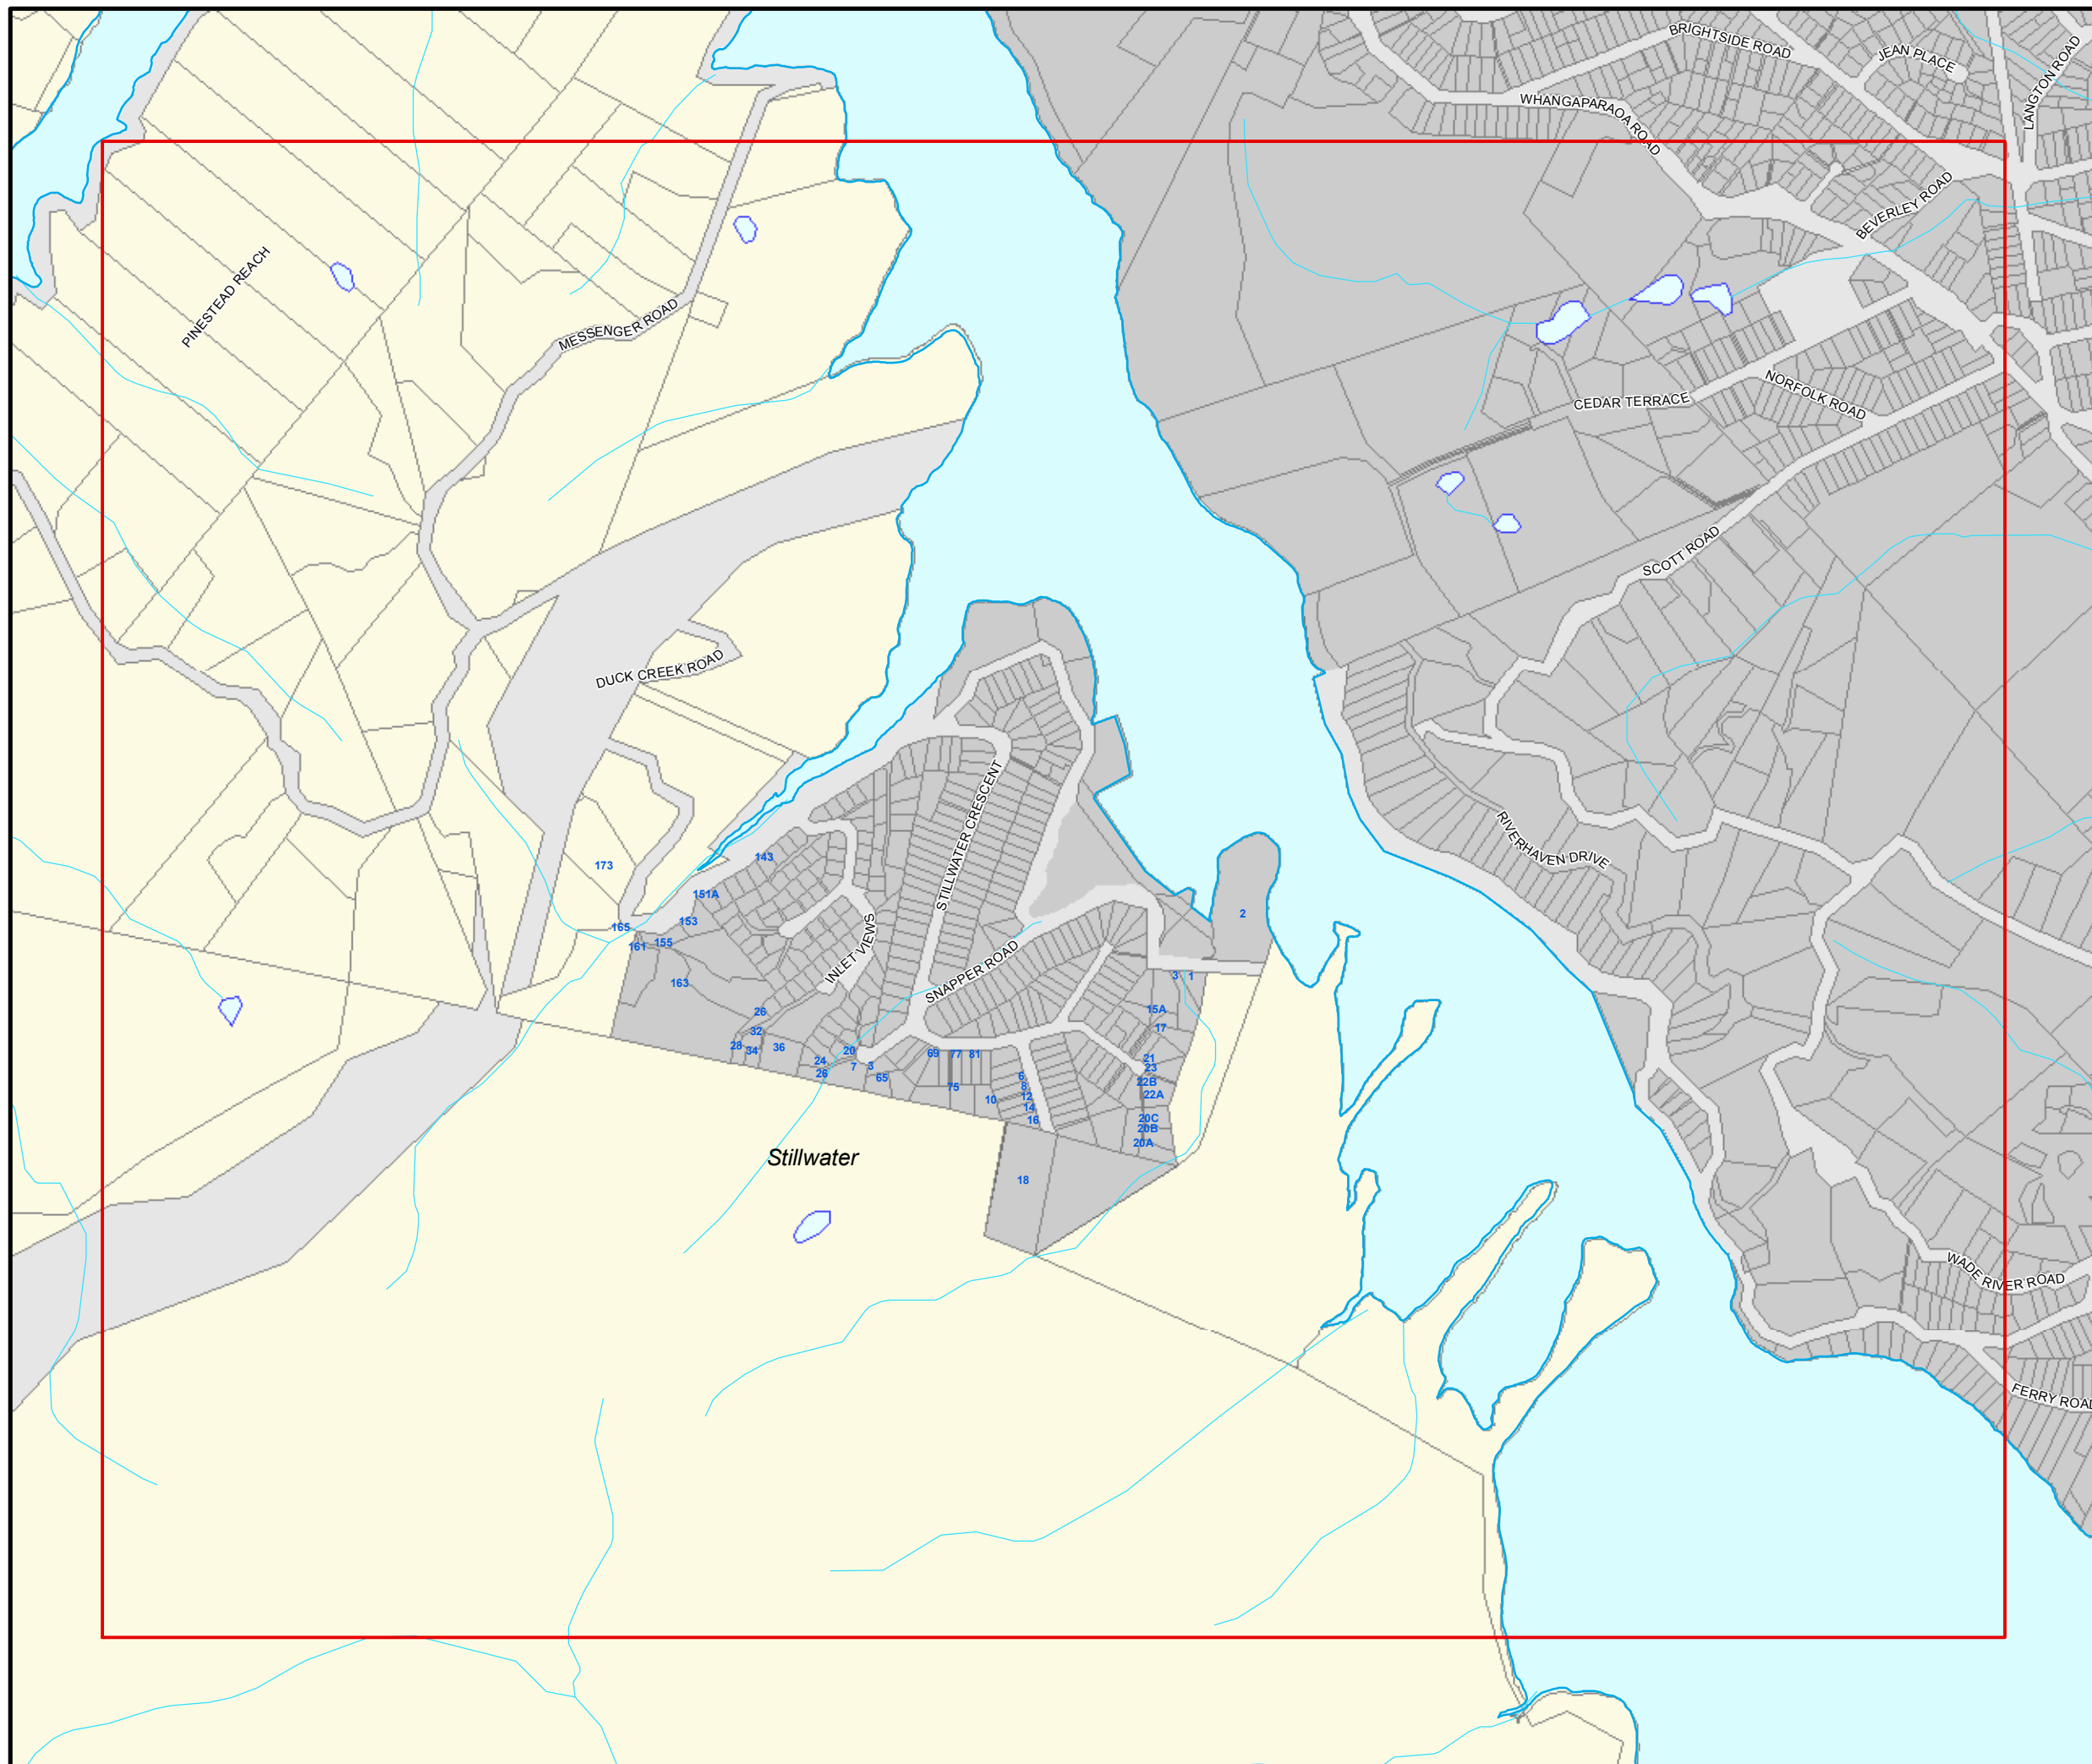 BRIGHTSIDE ROAD
JEAN PLACE
LANGTON ROAD
WHANGAPARAOA ROAD
BEVERLEY ROAD
PINESTEAD REACH
MESSENGER ROAD
CEDAR TERRACE
NORFOLK ROAD
SCOTT ROAD
DUCK CREEK ROAD
STILLWATER CRESCENT
RIVERHAVEN DRIVE
143
173
151A
153
2
165
161
155
INLET VIEWS
SNAPPER ROAD
163
3
1
26
15A
32
17
28
34
36
20
69
77
81
21
24
7
3
23
26
65
6
22B
75
8
22A
10
12
14
16
20C
20B
20A
Stillwater
18
WADE RIVER ROAD
FERRY ROAD